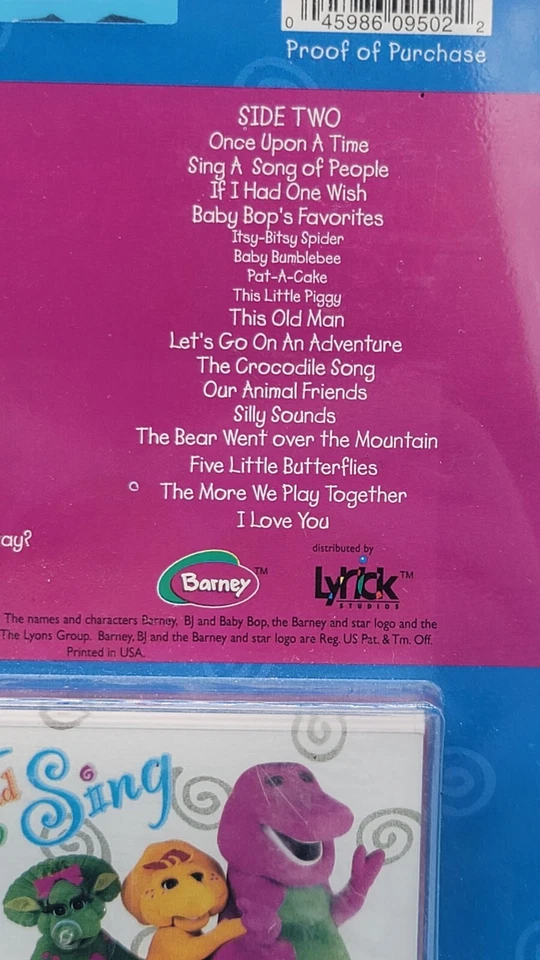 0 45986 09502 2
Proof of Purchase
SIDE TWO
Once Upon A Time
Sing A Song of People
If I Had One Wish
Baby Bop's Favorites
Itsy-Bitsy Spider
Baby Bumblebee
Pat-A-Cake
This Little Piggy
This Old Man
Let's Go On An Adventure
The Crocodile Song
Our Animal Friends
Silly Sounds
The Bear Went over the Mountain
Five Little Butterflies
The More We Play Together
I Love You
ay?
distributed by
Barney™
Lyrick™
STUDIOS
The names and characters Barney, BJ and Baby Bop, the Barney and star logo and the
The Lyons Group. Barney, BJ and the Barney and star logo are Reg. US Pat. & Tm. Off.
Printed in USA.
Sing